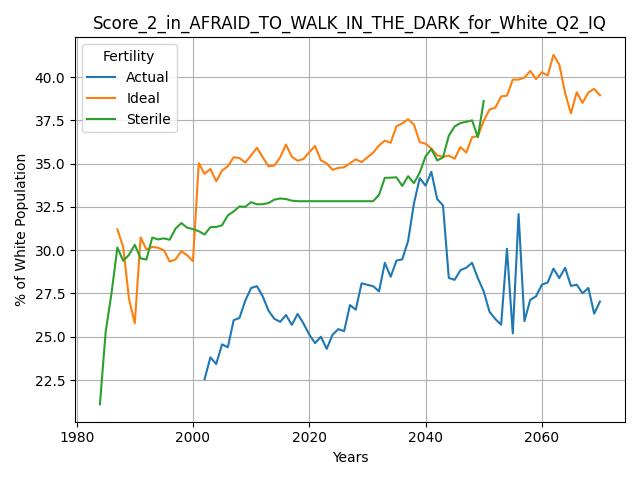 Score_2_in_AFRAID_TO_WALK_IN_THE_DARK_for_White_Q2_IQ
Fertility
Actual
Ideal
Sterile
% of White Population
40.0
37.5
35.0
32.5
30.0
27.5
25.0
22.5
1980
2000
2020
2040
2060
Years